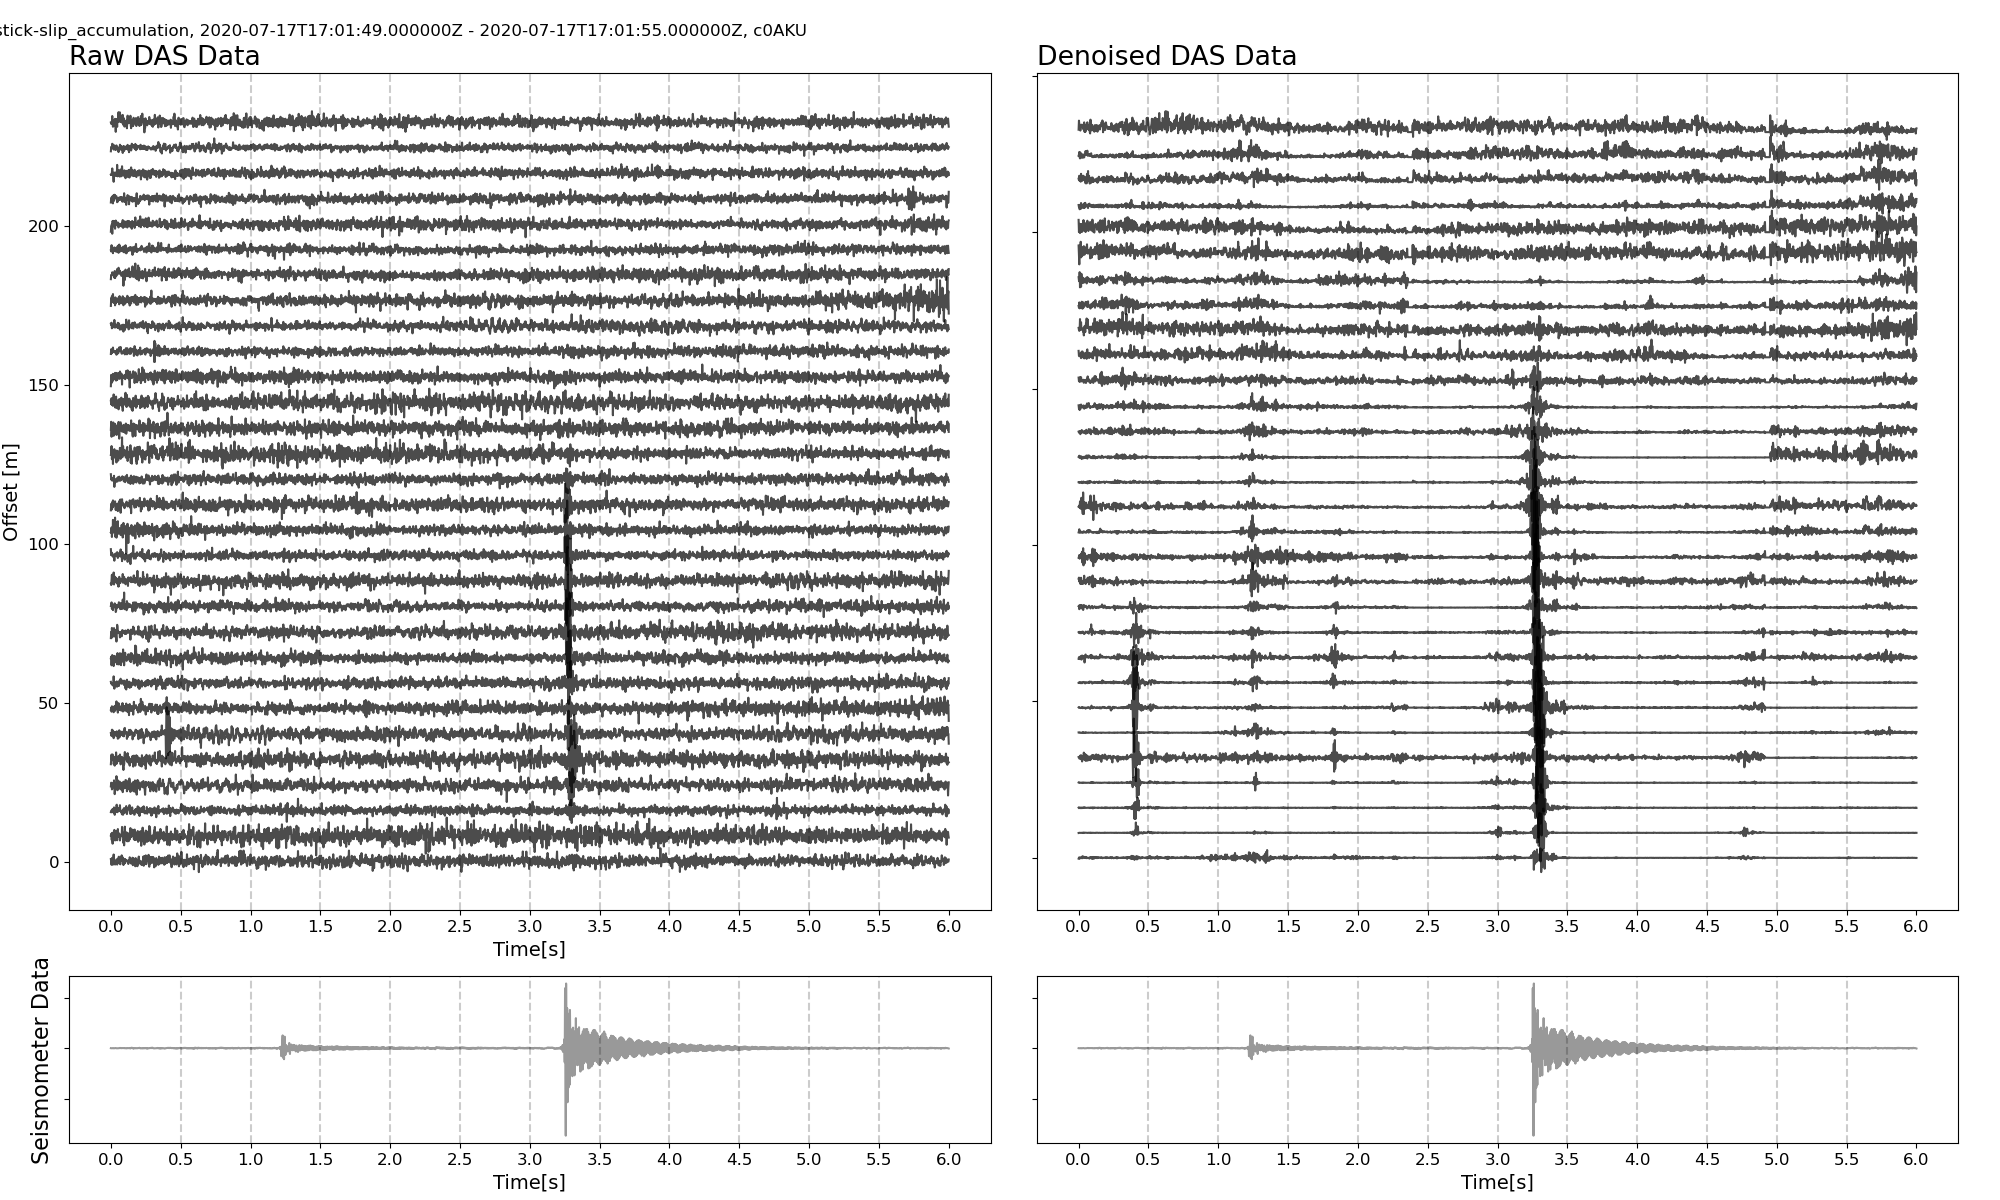 stick-slip_accumulation, 2020-07-17T17:01:49.000000Z - 2020-07-17T17:01:55.000000Z, c0AKU
Raw DAS Data
Denoised DAS Data
Offset [m]
200
150
100
50
0
0.0 0.5 1.0 1.5 2.0 2.5 3.0 3.5 4.0 4.5 5.0 5.5 6.0
Time[s]
0.0 0.5 1.0 1.5 2.0 2.5 3.0 3.5 4.0 4.5 5.0 5.5 6.0
Seismometer Data
0.0 0.5 1.0 1.5 2.0 2.5 3.0 3.5 4.0 4.5 5.0 5.5 6.0
Time[s]
0.0 0.5 1.0 1.5 2.0 2.5 3.0 3.5 4.0 4.5 5.0 5.5 6.0
Time[s]